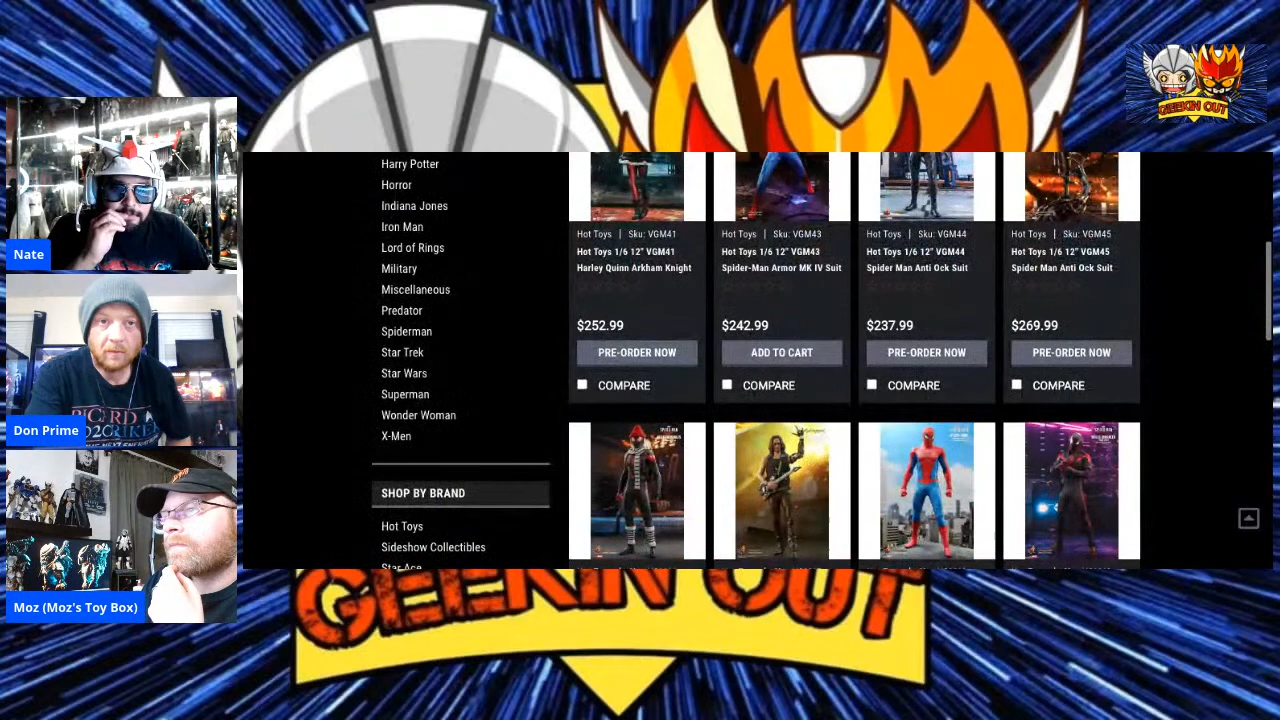 GEEKIN OUT
Nate
Don Prime
Moz (Moz's Toy Box)
Harry Potter
Horror
Indiana Jones
Iron Man
Lord of Rings
Military
Miscellaneous
Predator
Spiderman
Star Trek
Star Wars
Superman
Wonder Woman
X-Men
SHOP BY BRAND
Hot Toys
Sideshow Collectibles
Star Ace
Hot Toys | Sku: VGM41
Hot Toys 1/6 12" VGM41
Harley Quinn Arkham Knight
$252.99
PRE-ORDER NOW
COMPARE
Hot Toys | Sku: VGM43
Hot Toys 1/6 12" VGM43
Spider-Man Armor MK IV Suit
$242.99
ADD TO CART
COMPARE
Hot Toys | Sku: VGM44
Hot Toys 1/6 12" VGM44
Spider Man Anti Ock Suit
$237.99
PRE-ORDER NOW
COMPARE
Hot Toys | Sku: VGM45
Hot Toys 1/6 12" VGM45
Spider Man Anti Ock Suit
$269.99
PRE-ORDER NOW
COMPARE
GEEKIN OUT